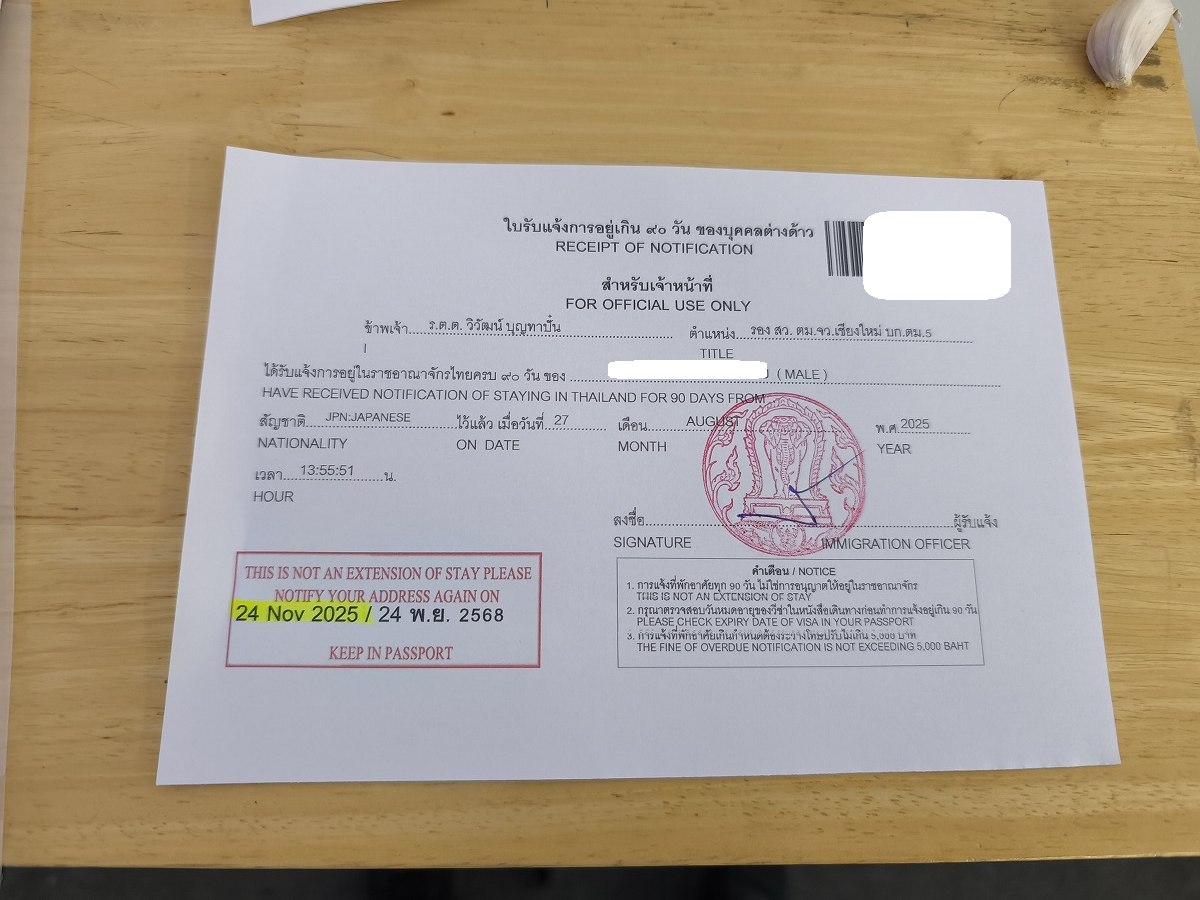 ใบรับแจ้งการอยู่เกิน ๙๐ วัน ของบุคคลต่างด้าว
RECEIPT OF NOTIFICATION
สำหรับเจ้าหน้าที่
FOR OFFICIAL USE ONLY
ข้าพเจ้า ร.ต.ต. วิวัฒน์ บุญทาปั๋น ตำแหน่ง รอง สว. ตม.จว.เชียงใหม่ บก.ตม.5
I TITLE
ได้รับแจ้งการอยู่ในราชอาณาจักรไทยครบ ๙๐ วัน ของ ( MALE )
HAVE RECEIVED NOTIFICATION OF STAYING IN THAILAND FOR 90 DAYS FROM
สัญชาติ JPN:JAPANESE ไว้แล้ว เมื่อวันที่ 27 เดือน AUGUST พ.ศ 2025
NATIONALITY ON DATE MONTH YEAR
เวลา 13:55:51 น.
HOUR
ลงชื่อ ผู้รับแจ้ง
SIGNATURE IMMIGRATION OFFICER
THIS IS NOT AN EXTENSION OF STAY PLEASE
NOTIFY YOUR ADDRESS AGAIN ON
24 Nov 2025 / 24 พ.ย. 2568
KEEP IN PASSPORT
คำเตือน / NOTICE
1. การแจ้งที่พักอาศัยทุก 90 วัน ไม่ใช่การอนุญาตให้อยู่ในราชอาณาจักร
THIS IS NOT AN EXTENSION OF STAY
2. กรุณาตรวจสอบวันหมดอายุของวีซ่าในหนังสือเดินทางก่อนทำการแจ้งอยู่เกิน 90 วัน
PLEASE CHECK EXPIRY DATE OF VISA IN YOUR PASSPORT
3. การแจ้งที่พักอาศัยเกินกำหนดต้องระวางโทษปรับไม่เกิน 5,000 บาท
THE FINE OF OVERDUE NOTIFICATION IS NOT EXCEEDING 5,000 BAHT